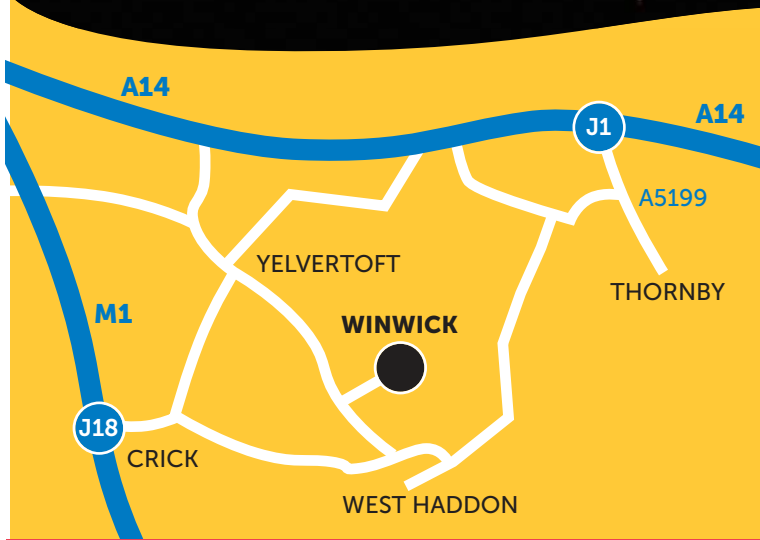 A14
A14
J1
A5199
YELVERTOFT
THORNBY
M1
WINWICK
J18
CRICK
WEST HADDON